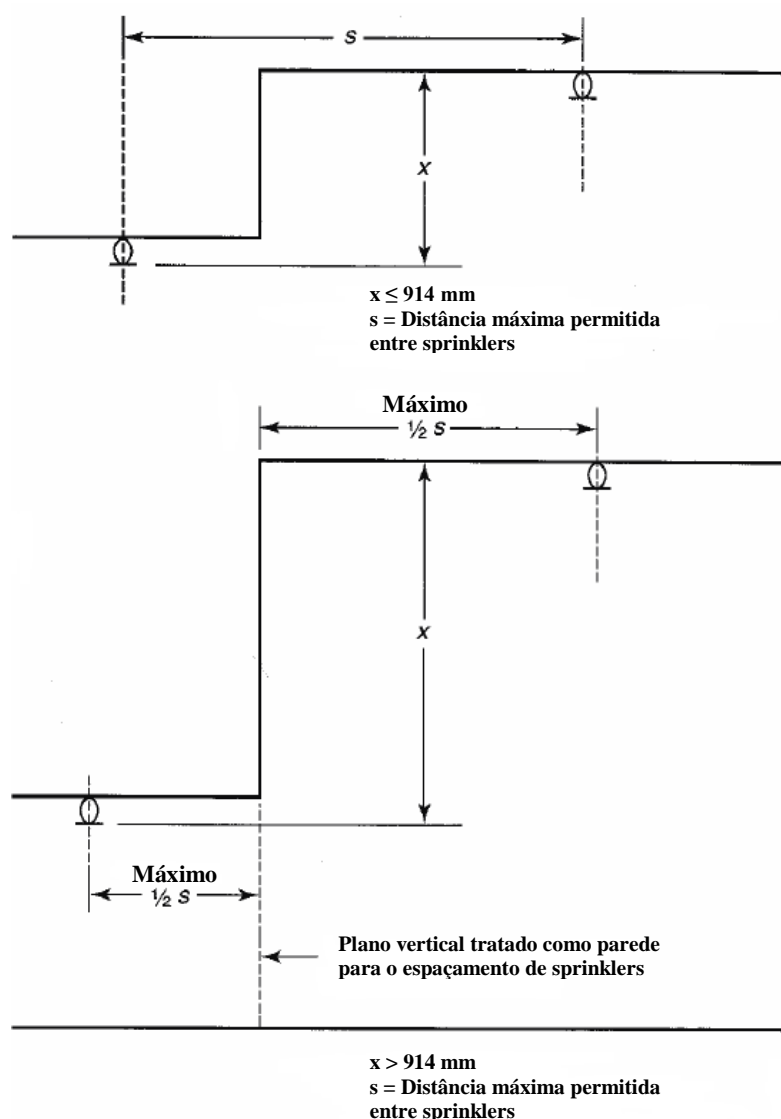 s
x
x ≤ 914 mm
s = Distância máxima permitida
entre sprinklers
Máximo
½ s
x
Máximo
½ s
Plano vertical tratado como parede
para o espaçamento de sprinklers
x > 914 mm
s = Distância máxima permitida
entre sprinklers